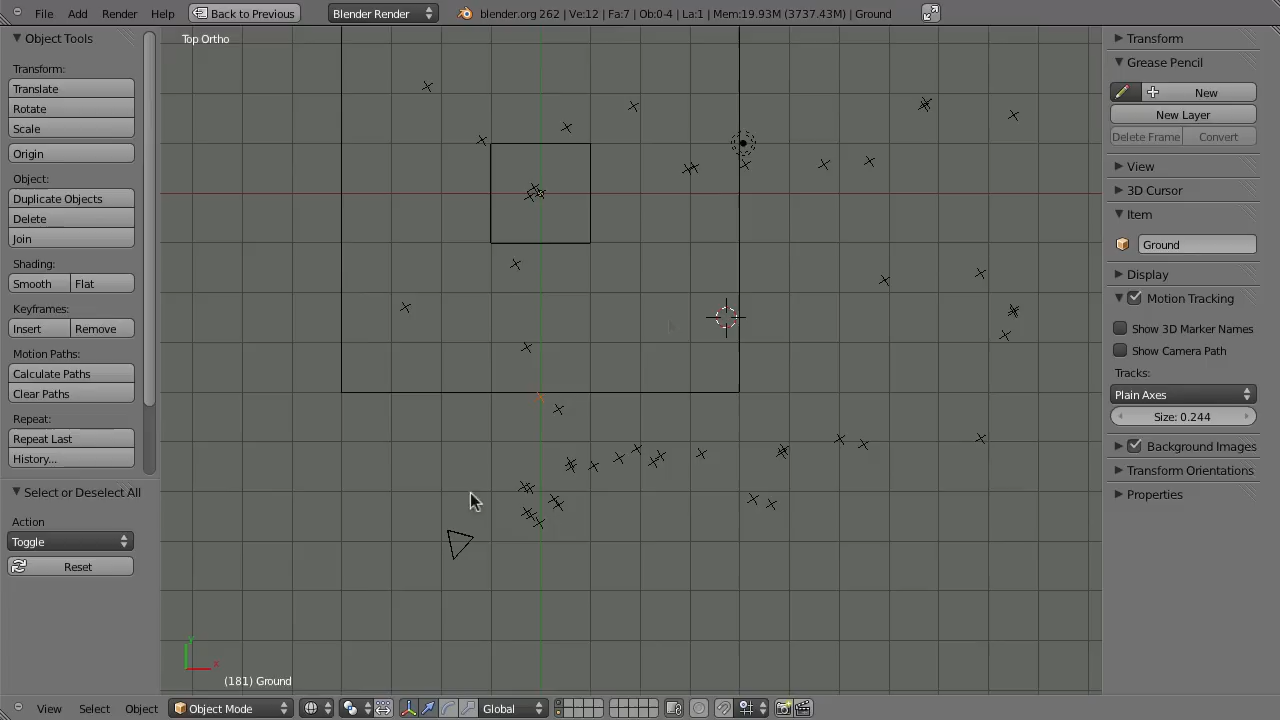 File Add Render Help Back to Previous Blender Render blender.org 262 | Ve:12 | Fa:7 | Ob:0-4 | La:1 | Mem:19.93M (3737.43M) | Ground
Object Tools
Transform:
Translate
Rotate
Scale
Origin
Object:
Duplicate Objects
Delete
Join
Shading:
Smooth Flat
Keyframes:
Insert Remove
Motion Paths:
Calculate Paths
Clear Paths
Repeat:
Repeat Last
History...
Select or Deselect All
Action
Toggle
Reset
Top Ortho
y
x
(181) Ground
Transform
Grease Pencil
New
New Layer
Delete Frame Convert
View
3D Cursor
Item
Ground
Display
Motion Tracking
Show 3D Marker Names
Show Camera Path
Tracks:
Plain Axes
Size: 0.244
Background Images
Transform Orientations
Properties
View Select Object Object Mode Global